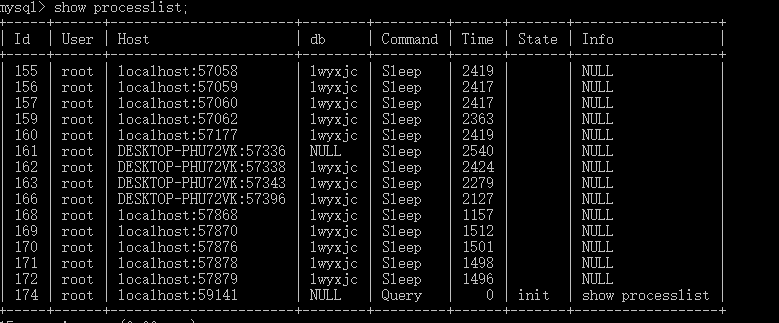 mysql> show processlist;
| Id | User | Host | db | Command | Time | State | Info |
| 155 | root | localhost:57058 | lwyxjc | Sleep | 2419 | | NULL |
| 156 | root | localhost:57059 | lwyxjc | Sleep | 2417 | | NULL |
| 157 | root | localhost:57060 | lwyxjc | Sleep | 2417 | | NULL |
| 159 | root | localhost:57062 | lwyxjc | Sleep | 2363 | | NULL |
| 160 | root | localhost:57177 | lwyxjc | Sleep | 2419 | | NULL |
| 161 | root | DESKTOP-PHU72VK:57336 | NULL | Sleep | 2540 | | NULL |
| 162 | root | DESKTOP-PHU72VK:57338 | lwyxjc | Sleep | 2424 | | NULL |
| 163 | root | DESKTOP-PHU72VK:57343 | lwyxjc | Sleep | 2279 | | NULL |
| 166 | root | DESKTOP-PHU72VK:57396 | lwyxjc | Sleep | 2127 | | NULL |
| 168 | root | localhost:57868 | lwyxjc | Sleep | 1157 | | NULL |
| 169 | root | localhost:57870 | lwyxjc | Sleep | 1512 | | NULL |
| 170 | root | localhost:57876 | lwyxjc | Sleep | 1501 | | NULL |
| 171 | root | localhost:57878 | lwyxjc | Sleep | 1498 | | NULL |
| 172 | root | localhost:57879 | lwyxjc | Sleep | 1496 | | NULL |
| 174 | root | localhost:59141 | NULL | Query | 0 | init | show processlist |